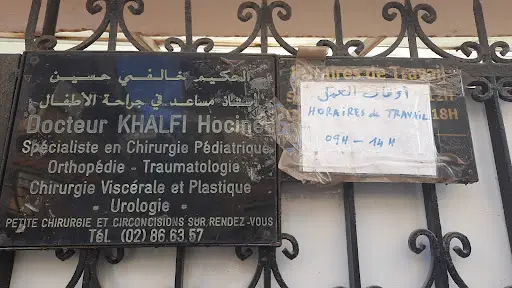 الحكيم خالفي حسين
أستاذ مساعد في جراحة الأطفال
Docteur KHALFI Hocine
Spécialiste en Chirurgie Pédiatrique
Orthopédie - Traumatologie
Chirurgie Viscérale et Plastique
- Urologie -
PETITE CHIRURGIE ET CIRCONCISIONS SUR RENDEZ-VOUS
TÉL (02) 86.63.57
de Trav
12H
18H
أوقات العمل
HORAIRES de TRAVAIL
09H - 14H